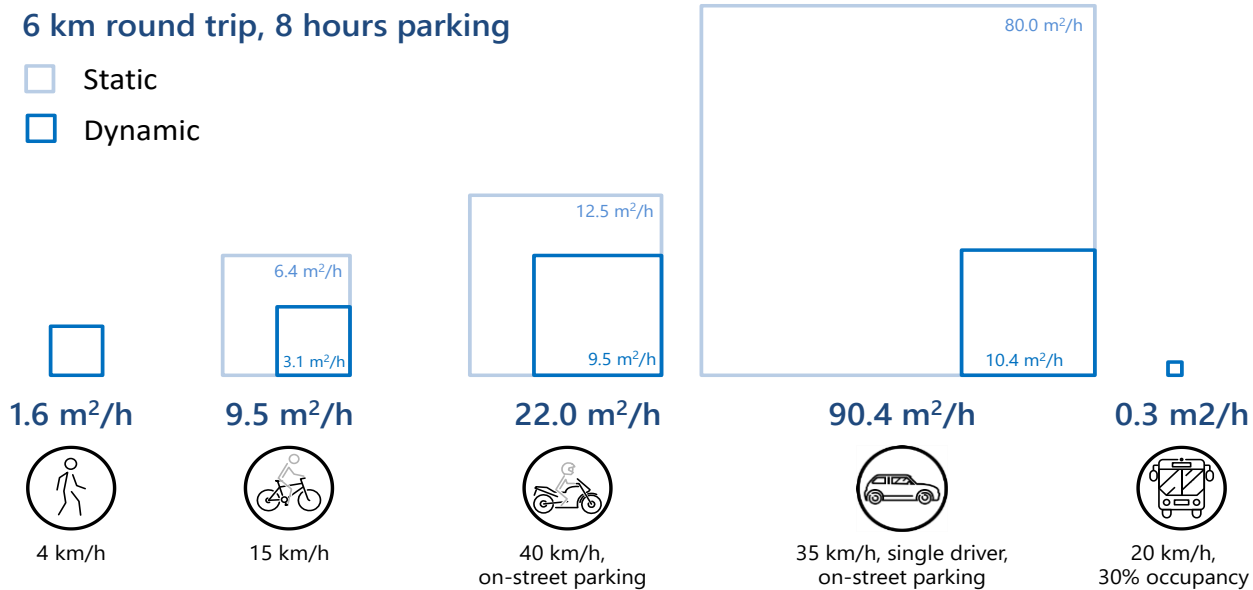 6 km round trip, 8 hours parking
Static
Dynamic
80.0 m²/h
12.5 m²/h
6.4 m²/h
3.1 m²/h
9.5 m²/h
10.4 m²/h
1.6 m²/h
9.5 m²/h
22.0 m²/h
90.4 m²/h
0.3 m2/h
4 km/h
15 km/h
40 km/h,
on-street parking
35 km/h, single driver,
on-street parking
20 km/h,
30% occupancy